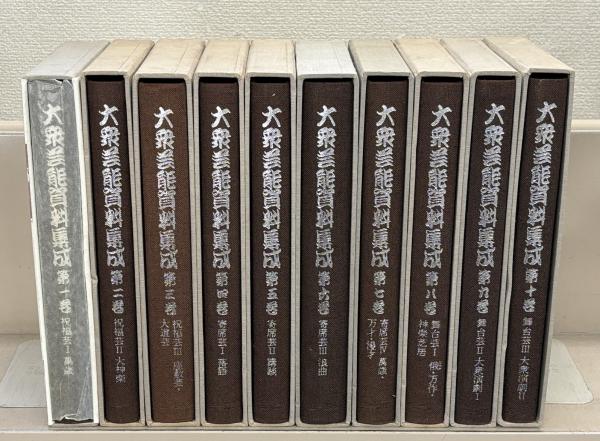 大衆芸能資料集成
第一巻
祝福芸I 萬歳
大衆芸能資料集成
第二巻
祝福芸II 大神楽
大衆芸能資料集成
第三巻
祝福芸III 座敷芸・
大道芸
大衆芸能資料集成
第四巻
寄席芸I 落語
大衆芸能資料集成
第五巻
寄席芸II 講談
大衆芸能資料集成
第六巻
寄席芸III 浪曲
大衆芸能資料集成
第七巻
寄席芸IV 萬歳・
万才・漫才
大衆芸能資料集成
第八巻
舞台芸I 俄・万作・
神楽芝居
大衆芸能資料集成
第九巻
舞台芸II 大衆演劇I
大衆芸能資料集成
第十巻
舞台芸III 大衆演劇II